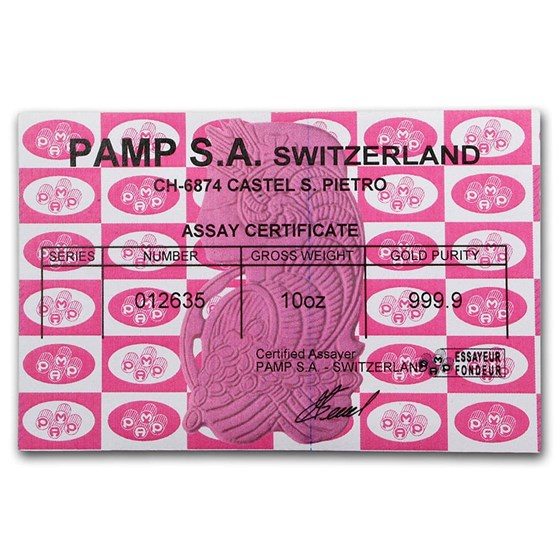 PAMP S.A. SWITZERLAND
CH-6874 CASTEL S. PIETRO
ASSAY CERTIFICATE
SERIES NUMBER GROSS WEIGHT GOLD PURITY
012635 10oz 999.9
Certified Assayer
PAMP S.A. - SWITZERLAND
PAMP
ESSAYEUR
FONDEUR